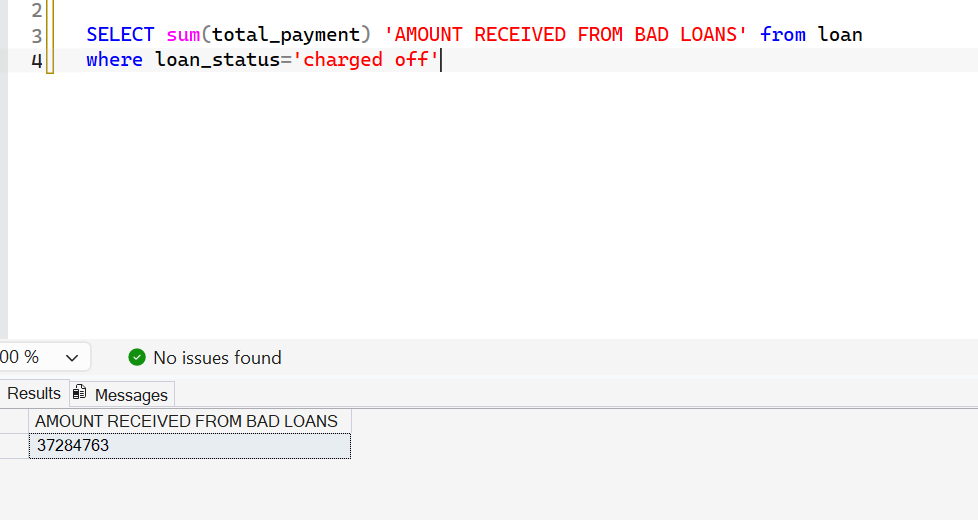 2
3 SELECT sum(total_payment) 'AMOUNT RECEIVED FROM BAD LOANS' from loan
4 where loan_status='charged off'
00 % No issues found
Results Messages
AMOUNT RECEIVED FROM BAD LOANS
37284763